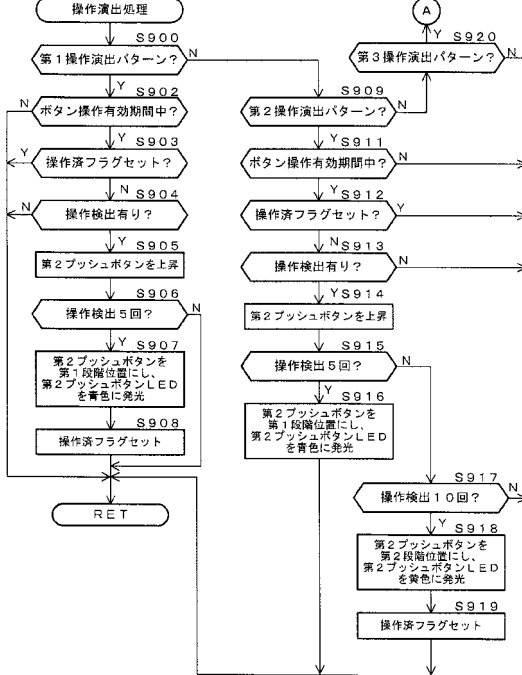 操作演出処理
S900
第1操作演出パターン?
N
Y
S902
N
ボタン操作有効期間中?
Y
S903
Y
操作済フラグセット?
N
S904
N
操作検出有り?
Y
S905
第2プッシュボタンを上昇
S906
操作検出5回?
N
Y
S907
第2プッシュボタンを
第1段階位置にし、
第2プッシュボタンLED
を青色に発光
S908
操作済フラグセット
RET
A
Y
S920
第3操作演出パターン?
N
S909
第2操作演出パターン?
N
Y
S911
ボタン操作有効期間中?
N
Y
S912
操作済フラグセット?
Y
N
S913
操作検出有り?
N
Y
S914
第2プッシュボタンを上昇
S915
操作検出5回?
N
Y
S916
第2プッシュボタンを
第1段階位置にし、
第2プッシュボタンLED
を青色に発光
S917
操作検出10回?
N
Y
S918
第2プッシュボタンを
第2段階位置にし、
第2プッシュボタンLED
を黄色に発光
S919
操作済フラグセット